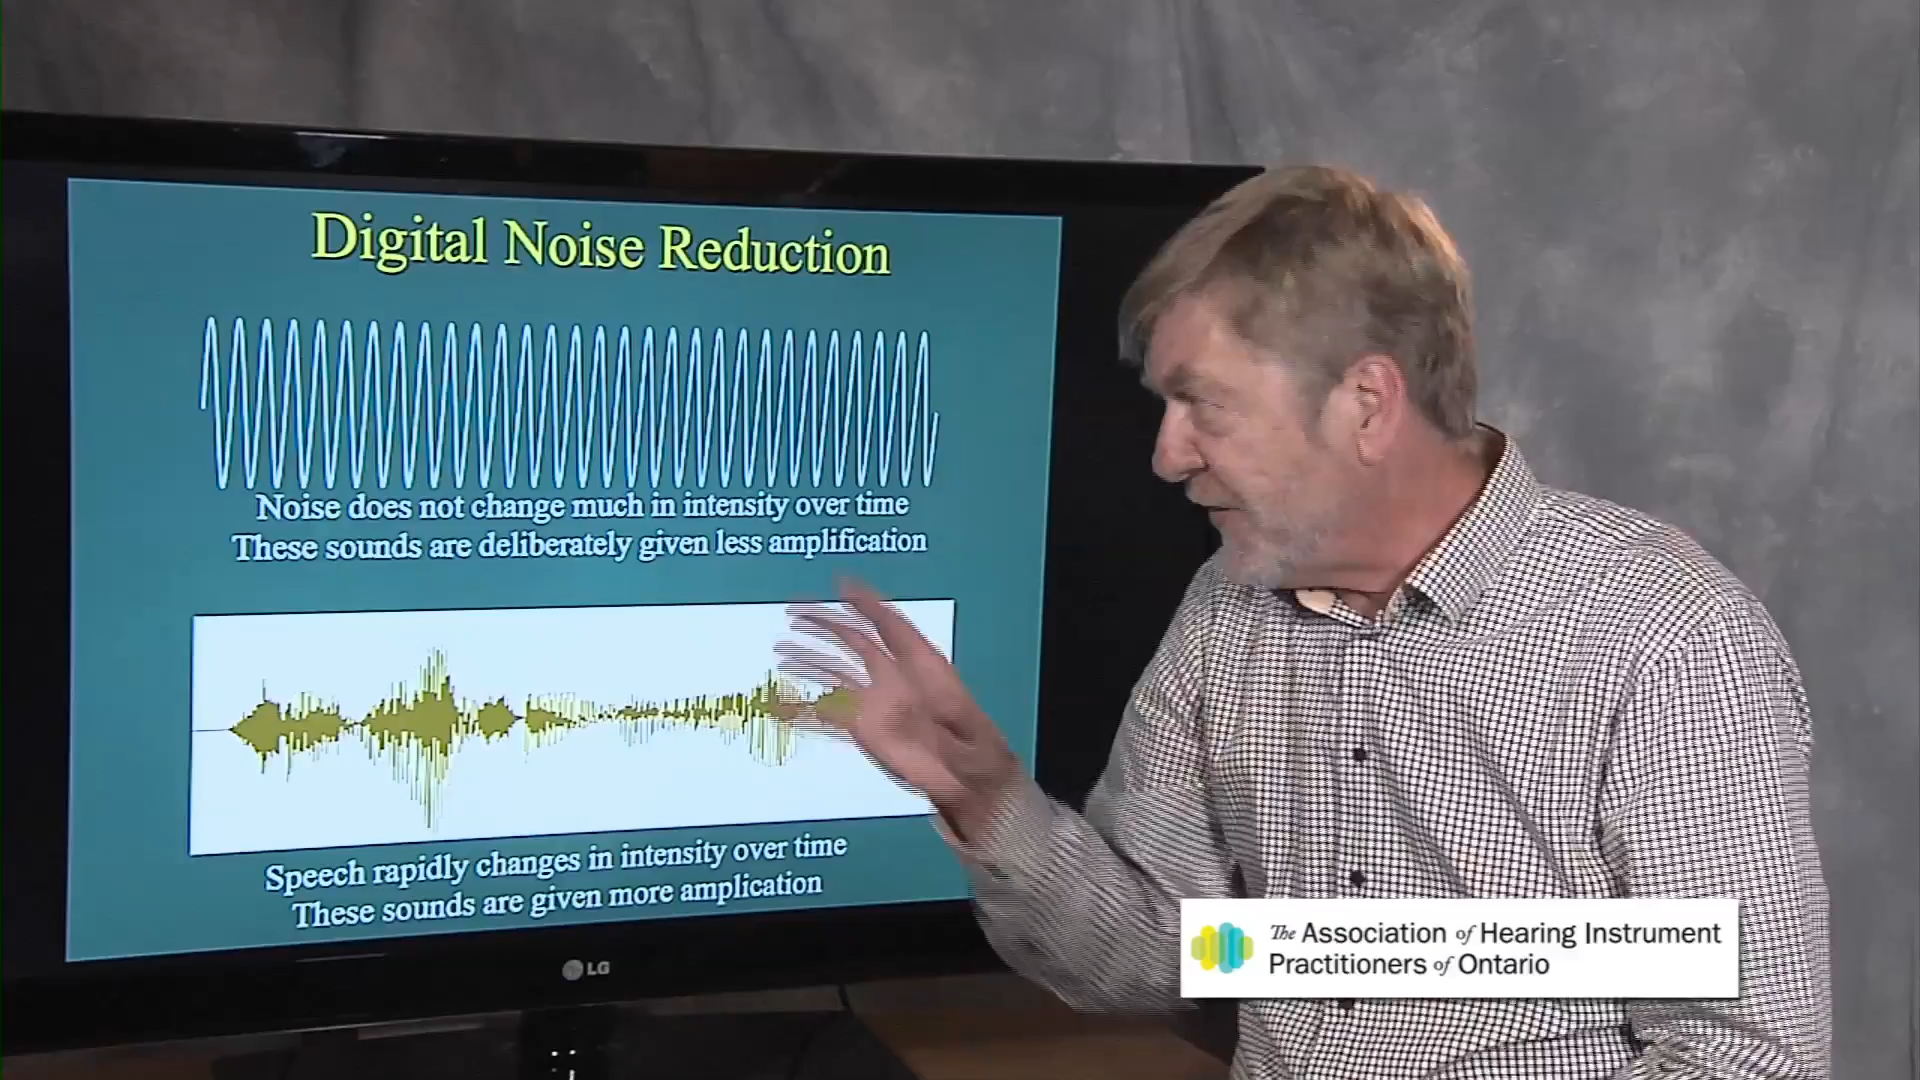 Digital Noise Reduction
Noise does not change much in intensity over time
These sounds are deliberately given less amplification
Speech rapidly changes in intensity over time
These sounds are given more amplication
LG
The Association of Hearing Instrument
Practitioners of Ontario